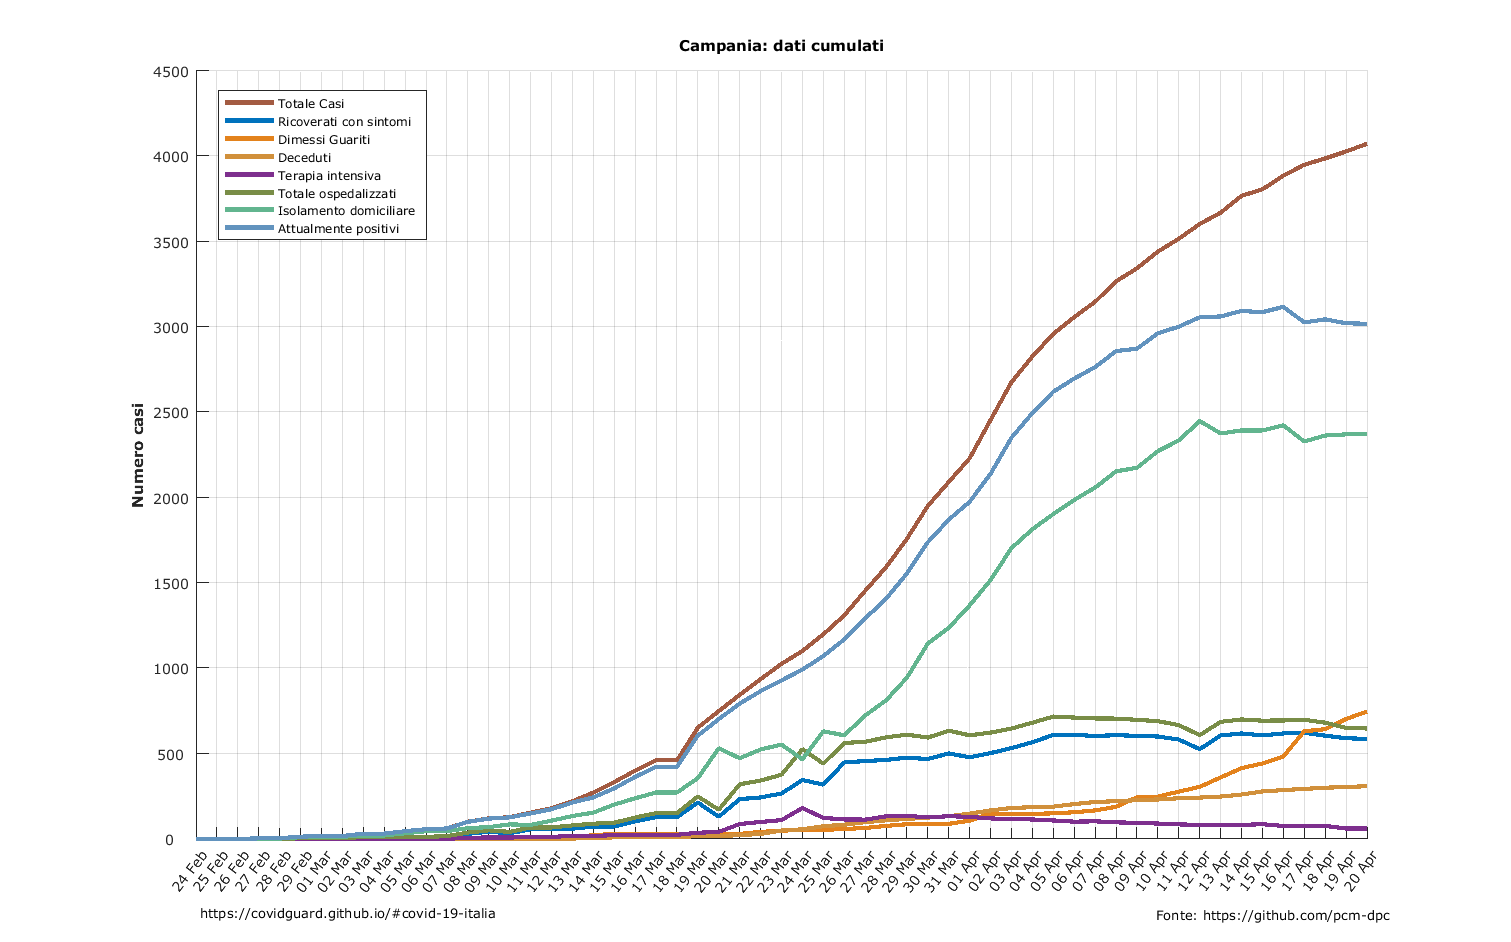 Campania: dati cumulati
4500
4000
3500
3000
2500
2000
1500
1000
500
0
Numero casi
Totale Casi
Ricoverati con sintomi
Dimessi Guariti
Deceduti
Terapia intensiva
Totale ospedalizzati
Isolamento domiciliare
Attualmente positivi
24 Feb
25 Feb
26 Feb
27 Feb
28 Feb
29 Feb
01 Mar
02 Mar
03 Mar
04 Mar
05 Mar
06 Mar
07 Mar
08 Mar
09 Mar
10 Mar
11 Mar
12 Mar
13 Mar
14 Mar
15 Mar
16 Mar
17 Mar
18 Mar
19 Mar
20 Mar
21 Mar
22 Mar
23 Mar
24 Mar
25 Mar
26 Mar
27 Mar
28 Mar
29 Mar
30 Mar
31 Mar
01 Apr
02 Apr
03 Apr
04 Apr
05 Apr
06 Apr
07 Apr
08 Apr
09 Apr
10 Apr
11 Apr
12 Apr
13 Apr
14 Apr
15 Apr
16 Apr
17 Apr
18 Apr
19 Apr
20 Apr
https://covidguard.github.io/#covid-19-italia
Fonte: https://github.com/pcm-dpc